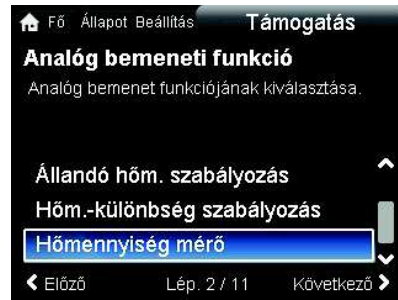 Fő Állapot Beállítás Támogatás
Analóg bemeneti funkció
Analóg bemenet funkciójának kiválasztása.
Állandó hőm. szabályozás
Hőm.-különbség szabályozás
Hőmennyiség mérő
Előző Lép. 2 / 11 Következő